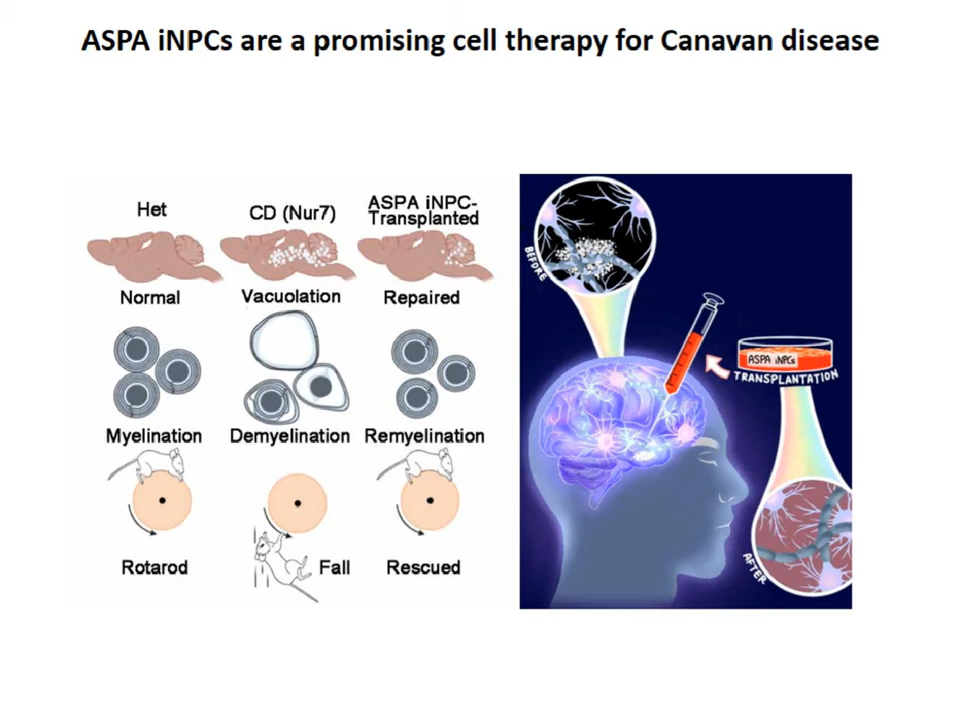 ASPA iNPCs are a promising cell therapy for Canavan disease
Het
CD (Nur7)
ASPA iNPC-
Transplanted
Normal
Vacuolation
Repaired
Myelination
Demyelination
Remyelination
Rotarod
Fall
Rescued
BEFORE
ASPA iNPCs
TRANSPLANTATION
AFTER